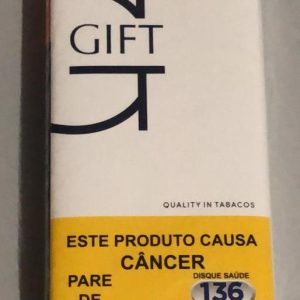 GIFT
QUALITY IN TABACOS
ESTE PRODUTO CAUSA
CÂNCER
PARE
DE
DISQUE SAÚDE
136